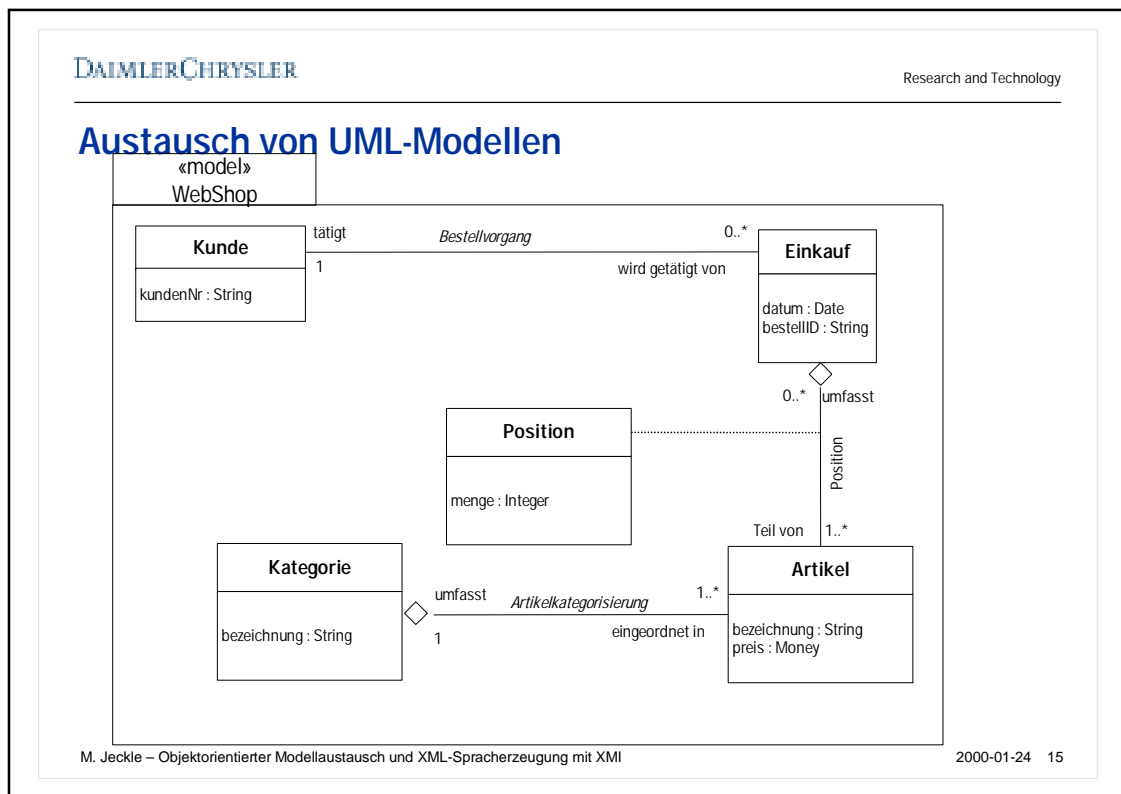 DAIMLERCHRYSLER
Research and Technology
Austausch von UML-Modellen
«model»
WebShop
Kunde
kundenNr : String
tätigt
1
Bestellvorgang
0..*
wird getätigt von
Einkauf
datum : Date
bestellID : String
0..* umfasst
Position
menge : Integer
Position
Teil von 1..*
Kategorie
bezeichnung : String
umfasst
1
Artikelkategorisierung
1..*
eingeordnet in
Artikel
bezeichnung : String
preis : Money
M. Jeckle – Objektorientierter Modellaustausch und XML-Spracherzeugung mit XMI
2000-01-24 15